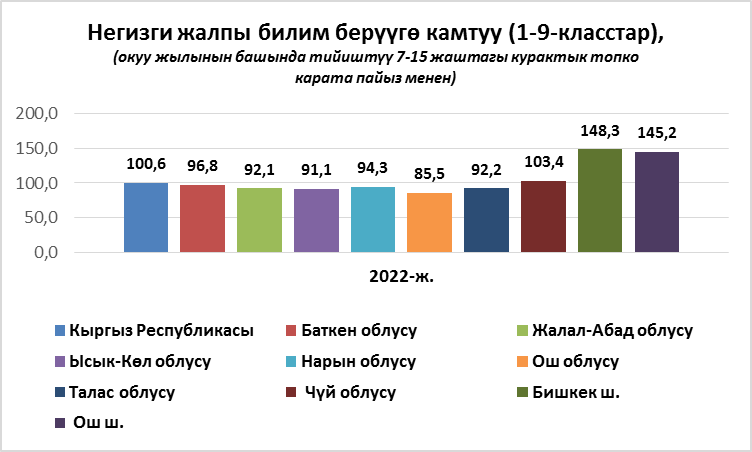 Негизги жалпы билим берүүгө камтуу (1-9-класстар),
(окуу жылынын башында тийиштүү 7-15 жаштагы курактык топко
карата пайыз менен)
200,0
150,0
100,0
50,0
0,0
100,6
96,8
92,1
91,1
94,3
85,5
92,2
103,4
148,3
145,2
2022-ж.
Кыргыз Республикасы
Баткен облусу
Жалал-Абад облусу
Ысык-Көл облусу
Нарын облусу
Ош облусу
Талас облусу
Чүй облусу
Бишкек ш.
Ош ш.